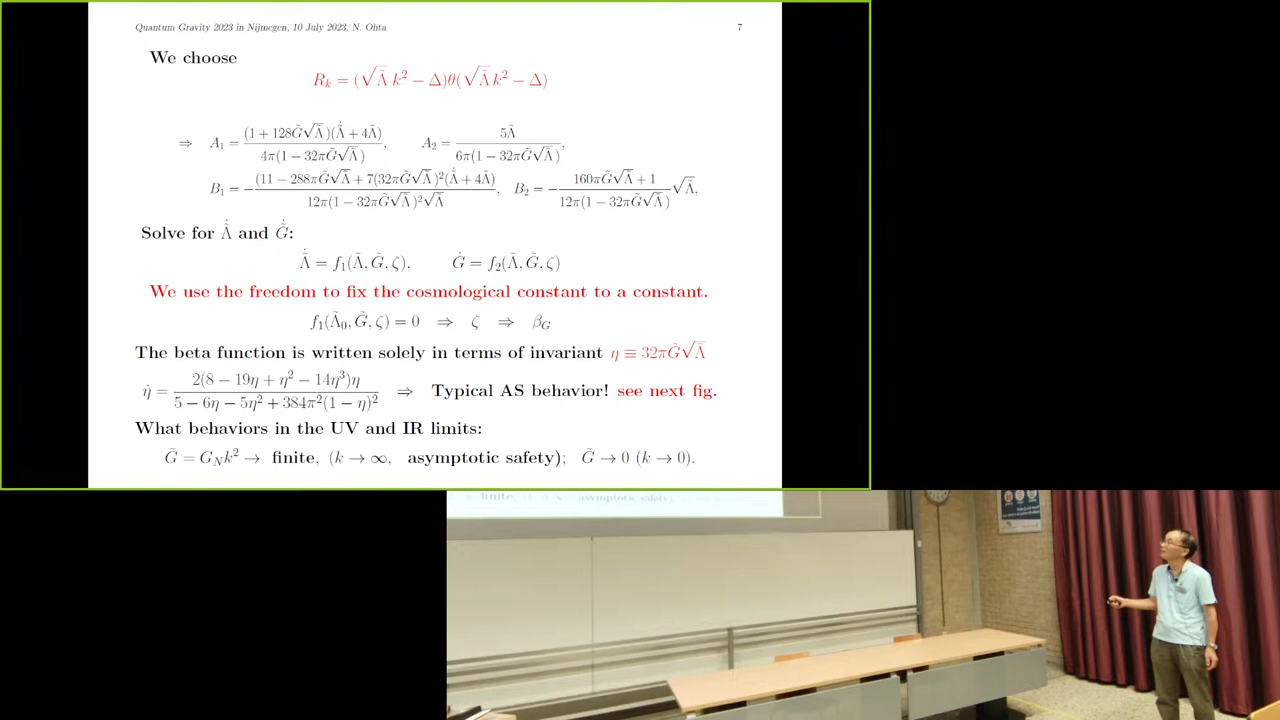 Quantum Gravity 2023 in Nijmegen, 10 July 2023, N. Ohta 7
We choose
R_k = (√Λ̃ k² − Δ)θ(√Λ̃ k² − Δ)
⇒ A₁ = (1 + 128G̃√Λ̃)(Λ̃̇ + 4Λ̃) / 4π(1 − 32πG̃√Λ̃), A₂ = 5Λ̃ / 6π(1 − 32πG̃√Λ̃),
B₁ = −(11 − 288πG̃√Λ̃ + 7(32πG̃√Λ̃)²(Λ̃̇ + 4Λ̃) / 12π(1 − 32πG̃√Λ̃)²√Λ̃, B₂ = −(160πG̃√Λ̃ + 1) / 12π(1 − 32πG̃√Λ̃) √Λ̃,
Solve for Λ̃̇ and G̃̇:
Λ̃̇ = f₁(Λ̃, G̃, ζ), Ġ = f₂(Λ̃, G̃, ζ)
We use the freedom to fix the cosmological constant to a constant.
f₁(Λ̃₀, G̃, ζ) = 0 ⇒ ζ ⇒ β_G
The beta function is written solely in terms of invariant η ≡ 32πG̃√Λ̃
η̇ = 2(8 − 19η + η² − 14η³)η / 5 − 6η − 5η² + 384π²(1 − η)² ⇒ Typical AS behavior! see next fig.
What behaviors in the UV and IR limits:
G̃ = G_N k² → finite, (k → ∞, asymptotic safety); G̃ → 0 (k → 0).